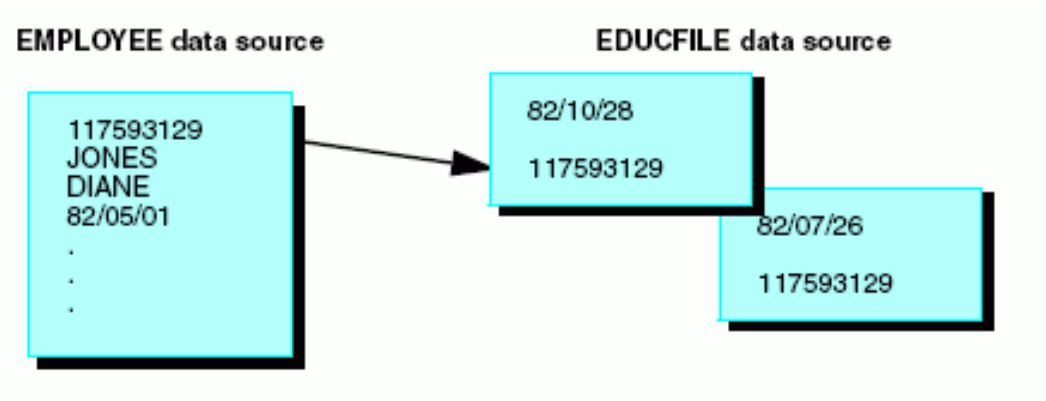 EMPLOYEE data source
EDUCFILE data source
117593129
JONES
DIANE
82/05/01
.
.
.
82/10/28
117593129
82/07/26
117593129